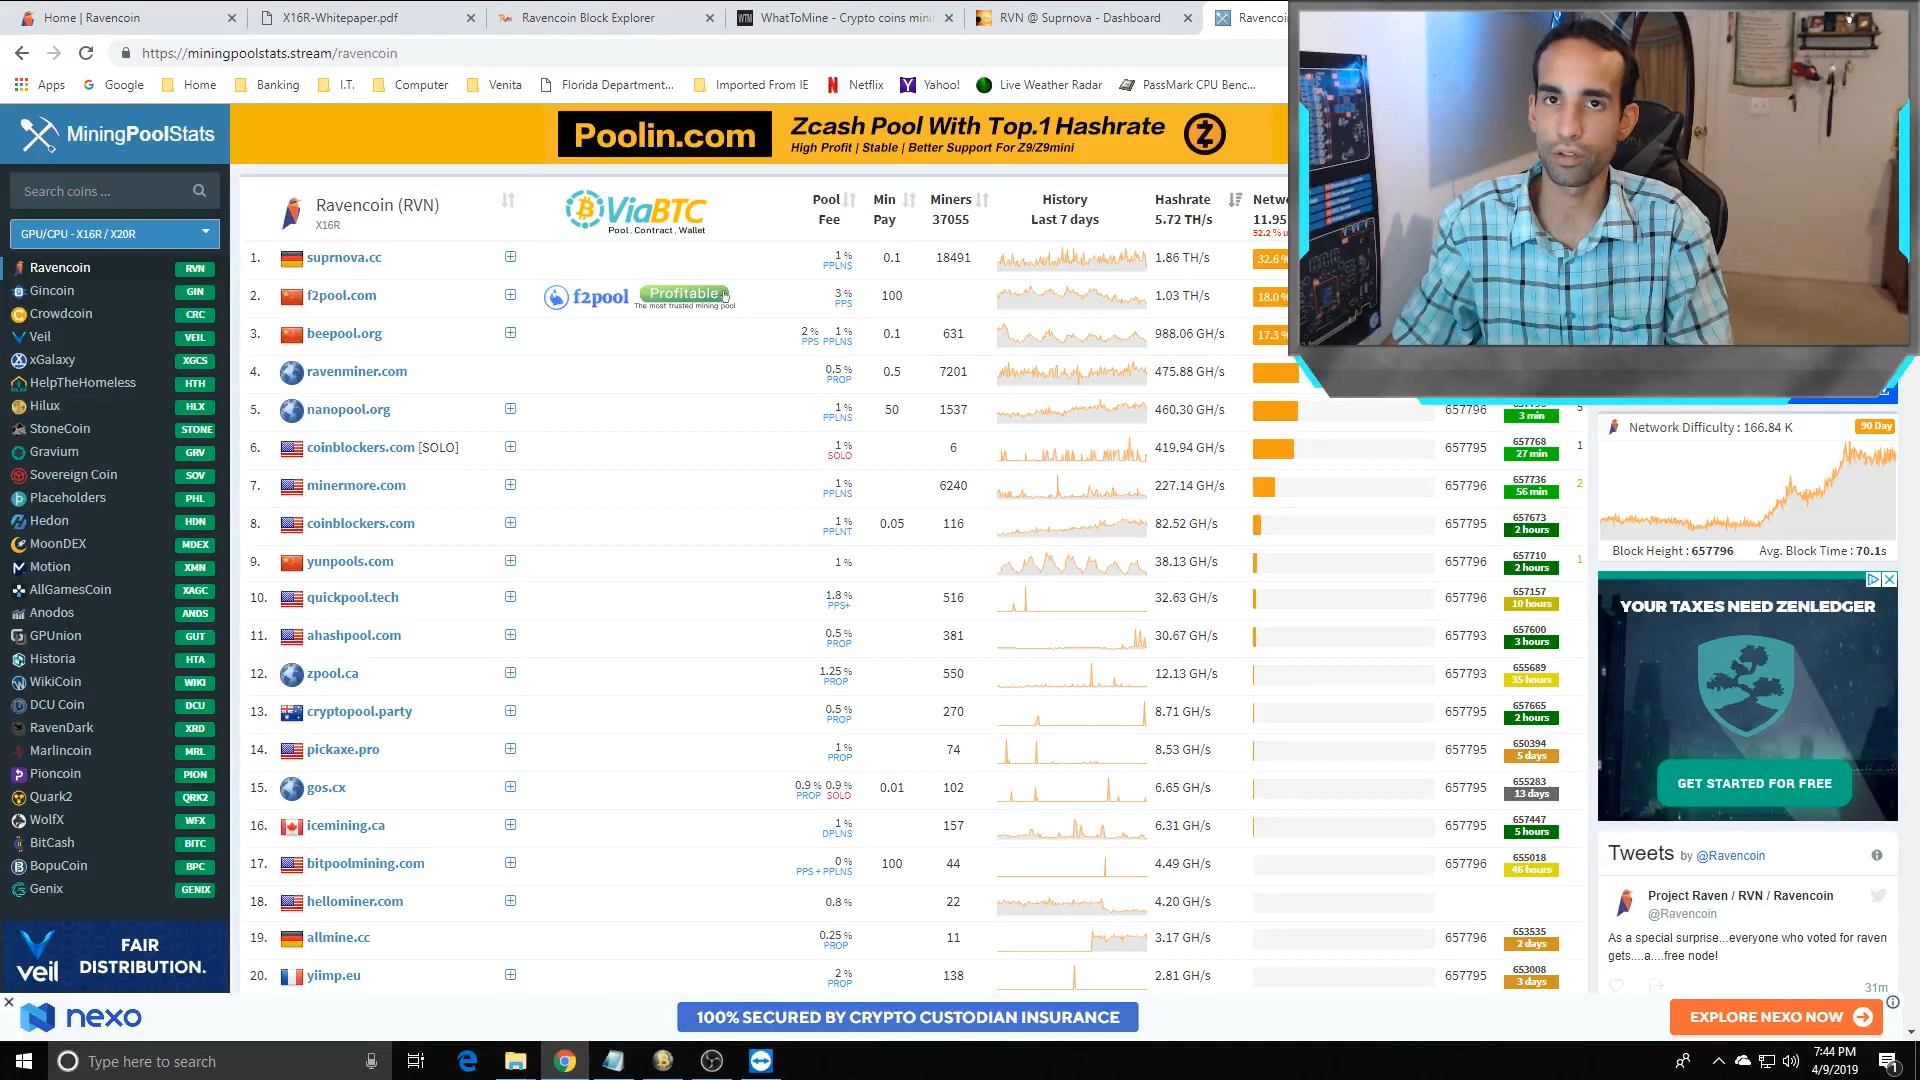 Home | Ravencoin
X16R-Whitepaper.pdf
Ravencoin Block Explorer
WhatToMine - Crypto coins mini
RVN @ Suprnova - Dashboard
https://miningpoolstats.stream/ravencoin
Apps Google Home Banking I.T. Computer Venita Florida Department... Imported From IE Netflix Yahoo! Live Weather Radar PassMark CPU Benc...
MiningPoolStats
Poolin.com
Zcash Pool With Top.1 Hashrate
High Profit | Stable | Better Support For Z9/Z9mini
Search coins ...
GPU/CPU - X16R / X20R
Ravencoin RVN
Gincoin GIN
Crowdcoin CRC
Veil VEIL
xGalaxy XGCS
HelpTheHomeless HTH
Hilux HLX
StoneCoin STONE
Gravium GRV
Sovereign Coin SOV
Placeholders PHL
Hedon HDN
MoonDEX MDEX
Motion XMN
AllGamesCoin XAGC
Anodos ANDS
GPUnion GUT
Historia HTA
WikiCoin WIKI
DCU Coin DCU
RavenDark XRD
Marlincoin MRL
Pioncoin PION
Quark2 QRK2
WolfX WFX
BitCash BITC
BopuCoin BPC
Genix GENIX
veil FAIR DISTRIBUTION.
Ravencoin (RVN)
X16R
ViaBTC
Pool . Contract . Wallet
Pool Fee
Min Pay
Miners 37055
History Last 7 days
Hashrate 5.72 TH/s
11.95
52.2 %
1. suprnova.cc 1 % PPLNS 0.1 18491 1.86 TH/s 32.6 %
2. f2pool.com f2pool Profitable The most trusted mining pool 3 % PPS 100 1.03 TH/s 18.0 %
3. beepool.org 2 % PPS 1 % PPLNS 0.1 631 988.06 GH/s 17.3 %
4. ravenminer.com 0.5 % PROP 0.5 7201 475.88 GH/s
5. nanopool.org 1 % PPLNS 50 1537 460.30 GH/s 657796 3 min 5
6. coinblockers.com [SOLO] 1 % SOLO 6 419.94 GH/s 657795 657768 27 min 1
7. minermore.com 1 % PPLNS 6240 227.14 GH/s 657796 657736 56 min 2
8. coinblockers.com 1 % PPLNT 0.05 116 82.52 GH/s 657795 657673 2 hours
9. yunpools.com 1 % 38.13 GH/s 657796 657710 2 hours 1
10. quickpool.tech 1.8 % PPS+ 516 32.63 GH/s 657796 657157 10 hours
11. ahashpool.com 0.5 % PROP 381 30.67 GH/s 657793 657600 3 hours
12. zpool.ca 1.25 % PROP 550 12.13 GH/s 657796 655689 35 hours
13. cryptopool.party 0.5 % PROP 270 8.71 GH/s 657795 657665 2 hours
14. pickaxe.pro 1 % PROP 74 8.53 GH/s 657795 650394 5 days
15. gos.cx 0.9 % PROP 0.9 % SOLO 0.01 102 6.65 GH/s 657795 655283 13 days
16. icemining.ca 1 % DPLNS 157 6.31 GH/s 657795 657447 5 hours
17. bitpoolmining.com 0 % PPS + PPLNS 100 44 4.49 GH/s 657796 655018 46 hours
18. hellominer.com 0.8 % 22 4.20 GH/s
19. allmine.cc 0.25 % PROP 11 3.17 GH/s 657796 653535 2 days
20. yiimp.eu 2 % PROP 138 2.81 GH/s 657795 653008 3 days
Network Difficulty : 166.84 K 90 Day
Block Height : 657796 Avg. Block Time : 70.1s
YOUR TAXES NEED ZENLEDGER
GET STARTED FOR FREE
Tweets by @Ravencoin
Project Raven / RVN / Ravencoin
@Ravencoin
As a special surprise...everyone who voted for raven
gets....a....free node!
31m
nexo
100% SECURED BY CRYPTO CUSTODIAN INSURANCE
EXPLORE NEXO NOW
Type here to search
7:44 PM
4/9/2019